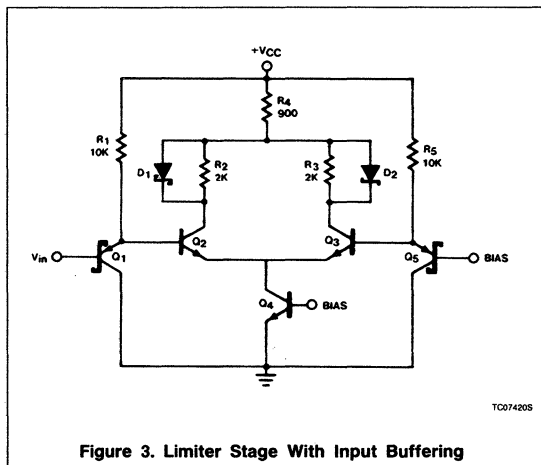 +VCC
R4
900
R1
10K
R5
10K
D1
R2
2K
R3
2K
D2
Q2
Q3
Vin
Q1
Q5
BIAS
Q4
BIAS
TC07420S
Figure 3. Limiter Stage With Input Buffering